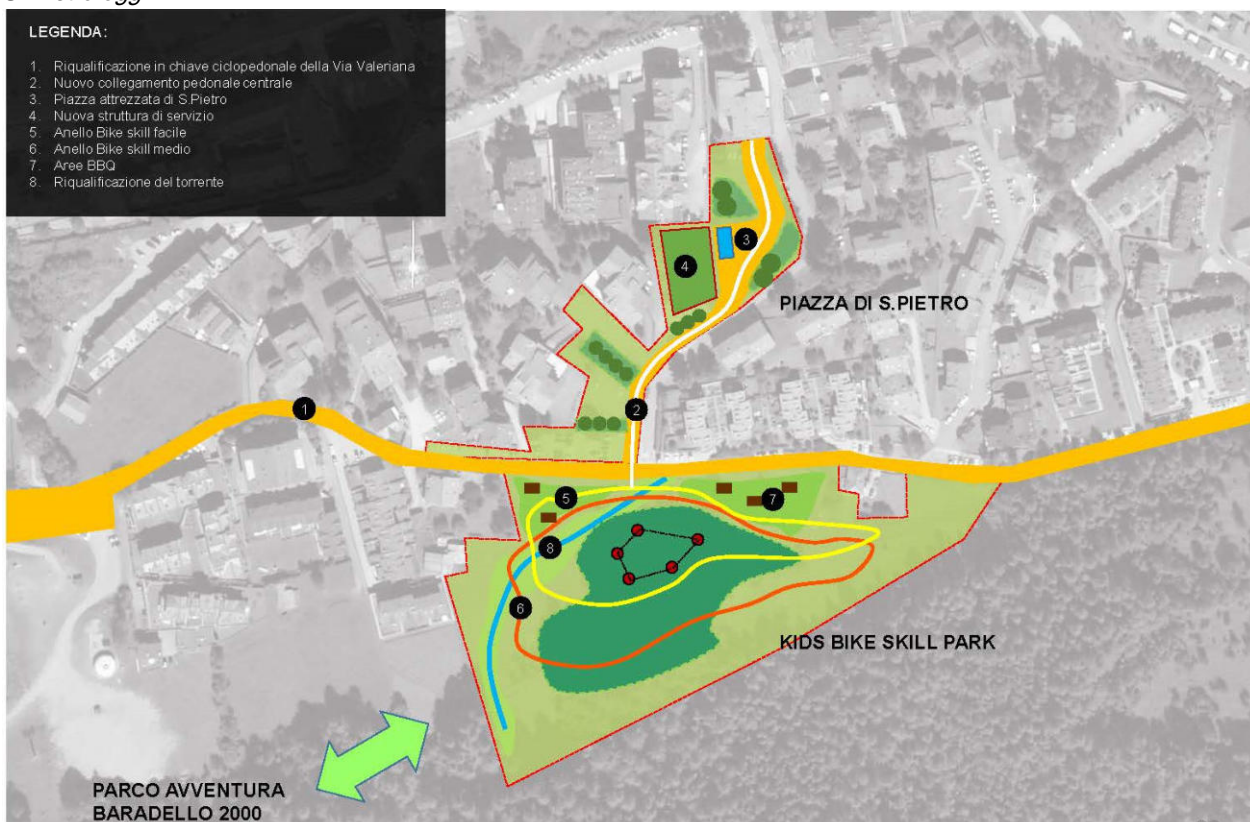 LEGENDA:
1. Riqualificazione in chiave ciclopedonale della Via Valeriana
2. Nuovo collegamento pedonale centrale
3. Piazza attrezzata di S.Pietro
4. Nuova struttura di servizio
5. Anello Bike skill facile
6. Anello Bike skill medio
7. Aree BBQ
8. Riqualificazione del torrente
3
4
PIAZZA DI S.PIETRO
1
2
5
7
8
6
KIDS BIKE SKILL PARK
PARCO AVVENTURA
BARADELLO 2000